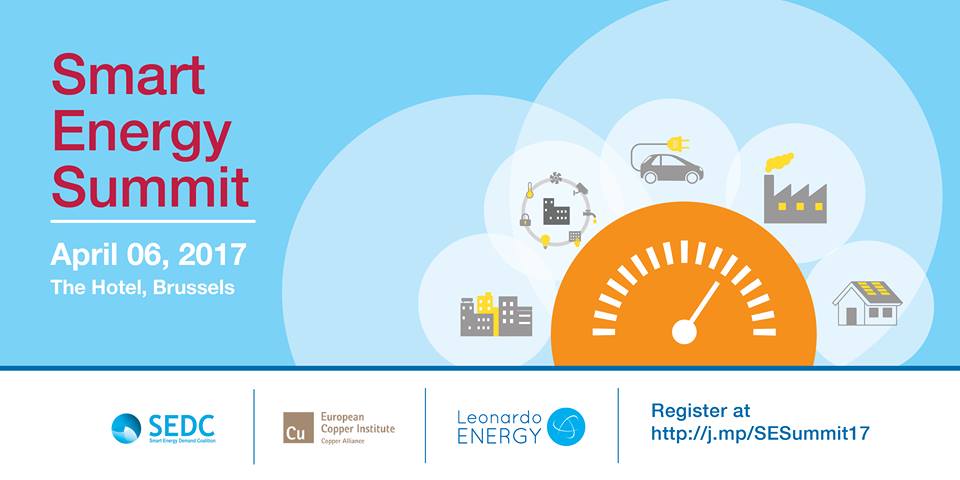 Smart
Energy
Summit
April 06, 2017
The Hotel, Brussels
SEDC
Smart Energy Demand Coalition
Cu
European
Copper Institute
Copper Alliance
Leonardo
ENERGY
Register at
http://j.mp/SESummit17